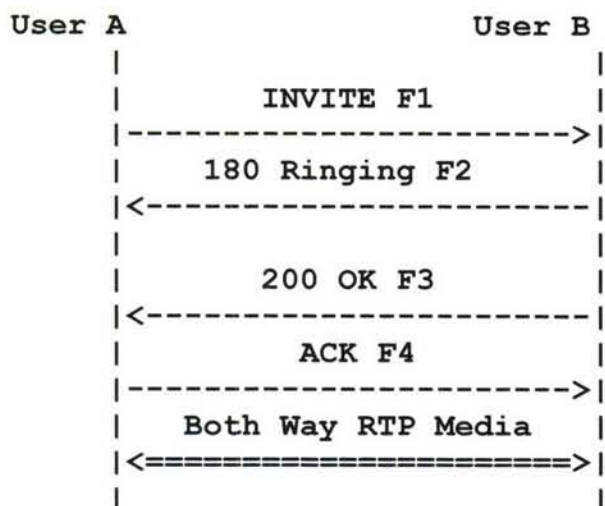 User A                    User B
|                              |
|         INVITE F1            |
|----------------------------->|
|      180 Ringing F2          |
|<-----------------------------|
|                              |
|         200 OK F3            |
|<-----------------------------|
|           ACK F4             |
|----------------------------->|
|    Both Way RTP Media        |
|<============================>|
|                              |